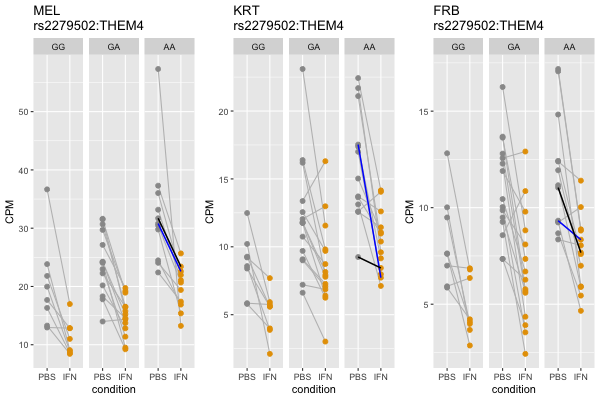 MEL
rs2279502:THEM4
GG GA AA
CPM
50
40
30
20
10
PBS IFN PBS IFN PBS IFN
condition
KRT
rs2279502:THEM4
GG GA AA
CPM
20
15
10
5
PBS IFN PBS IFN PBS IFN
condition
FRB
rs2279502:THEM4
GG GA AA
CPM
15
10
5
PBS IFN PBS IFN PBS IFN
condition